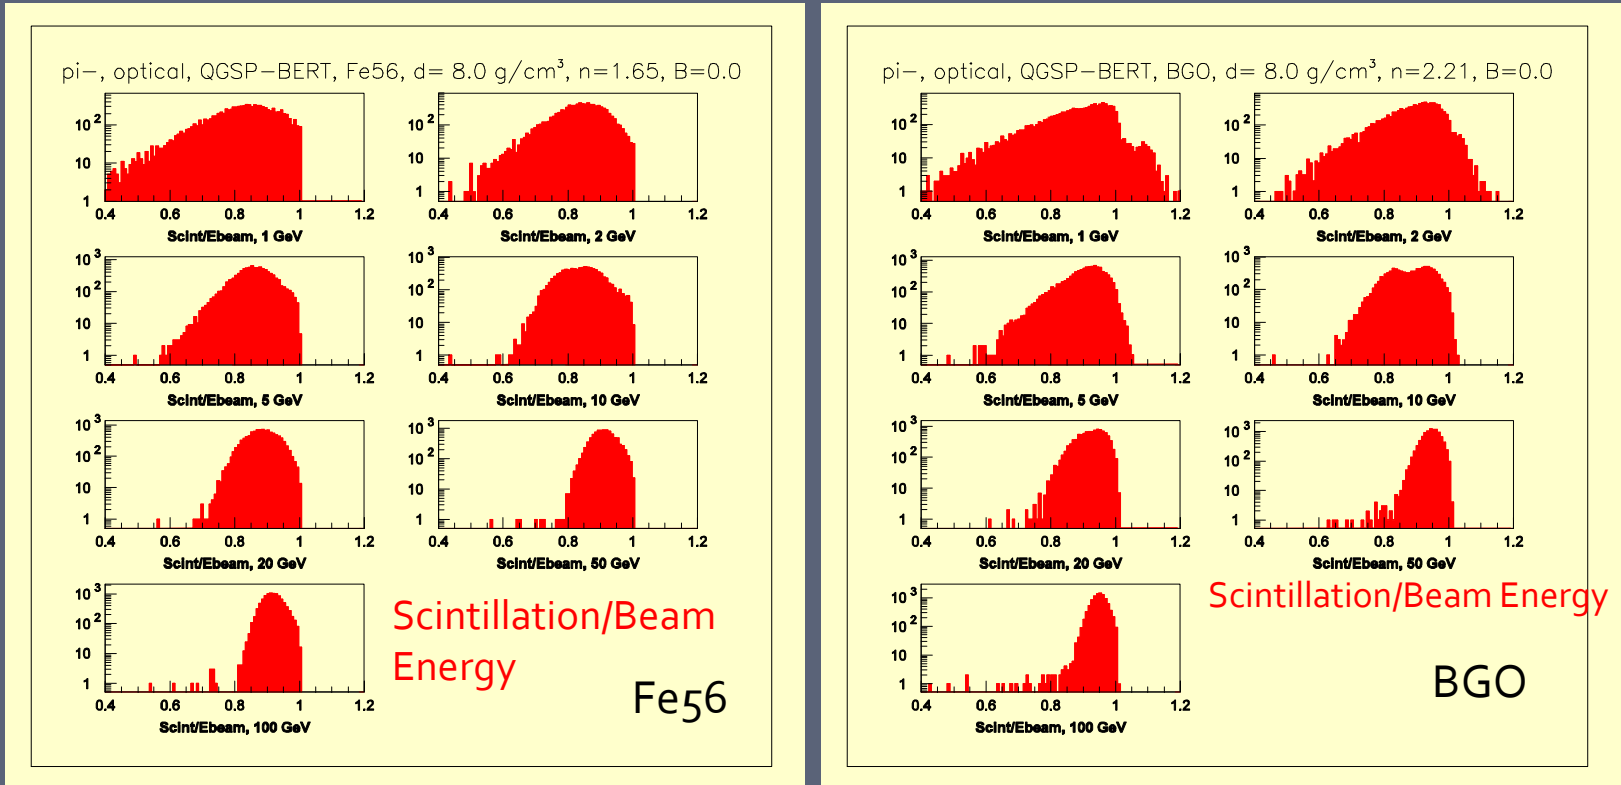 pi-, optical, QGSP-BERT, Fe56, d= 8.0 g/cm³, n=1.65, B=0.0
10²
10
1
0.4 0.6 0.8 1 1.2
Scint/Ebeam, 1 GeV
10²
10
1
0.4 0.6 0.8 1 1.2
Scint/Ebeam, 2 GeV
10³
10²
10
1
0.4 0.6 0.8 1 1.2
Scint/Ebeam, 5 GeV
10³
10²
10
1
0.4 0.6 0.8 1 1.2
Scint/Ebeam, 10 GeV
10³
10²
10
1
0.4 0.6 0.8 1 1.2
Scint/Ebeam, 20 GeV
10³
10²
10
1
0.4 0.6 0.8 1 1.2
Scint/Ebeam, 50 GeV
10³
10²
10
1
0.4 0.6 0.8 1 1.2
Scint/Ebeam, 100 GeV
Scintillation/Beam
Energy
Fe56
pi-, optical, QGSP-BERT, BGO, d= 8.0 g/cm³, n=2.21, B=0.0
10²
10
1
0.4 0.6 0.8 1 1.2
Scint/Ebeam, 1 GeV
10²
10
1
0.4 0.6 0.8 1 1.2
Scint/Ebeam, 2 GeV
10³
10²
10
1
0.4 0.6 0.8 1 1.2
Scint/Ebeam, 5 GeV
10³
10²
10
1
0.4 0.6 0.8 1 1.2
Scint/Ebeam, 10 GeV
10³
10²
10
1
0.4 0.6 0.8 1 1.2
Scint/Ebeam, 20 GeV
10³
10²
10
1
0.4 0.6 0.8 1 1.2
Scint/Ebeam, 50 GeV
10³
10²
10
1
0.4 0.6 0.8 1 1.2
Scint/Ebeam, 100 GeV
Scintillation/Beam Energy
BGO